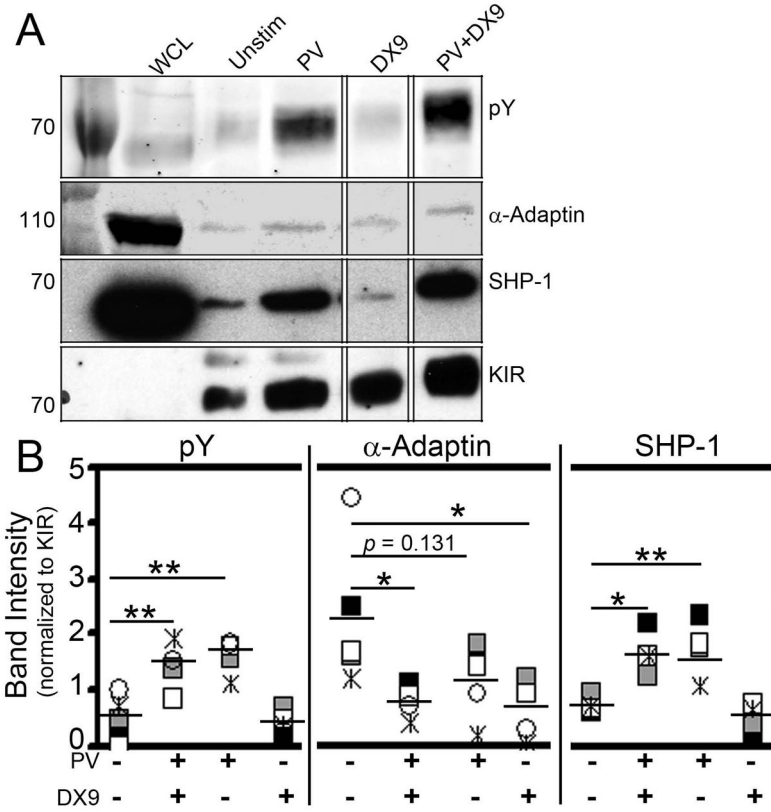 A
WCL Unstim PV DX9 PV+DX9
70 pY
110 α-Adaptin
70 SHP-1
70 KIR
B pY α-Adaptin SHP-1
Band Intensity
(normalized to KIR)
5
4
3
2
1
0
** **
* p = 0.131 *
* **
PV - + + - - + + - - + + -
DX9 - + - + - + - + - + - +